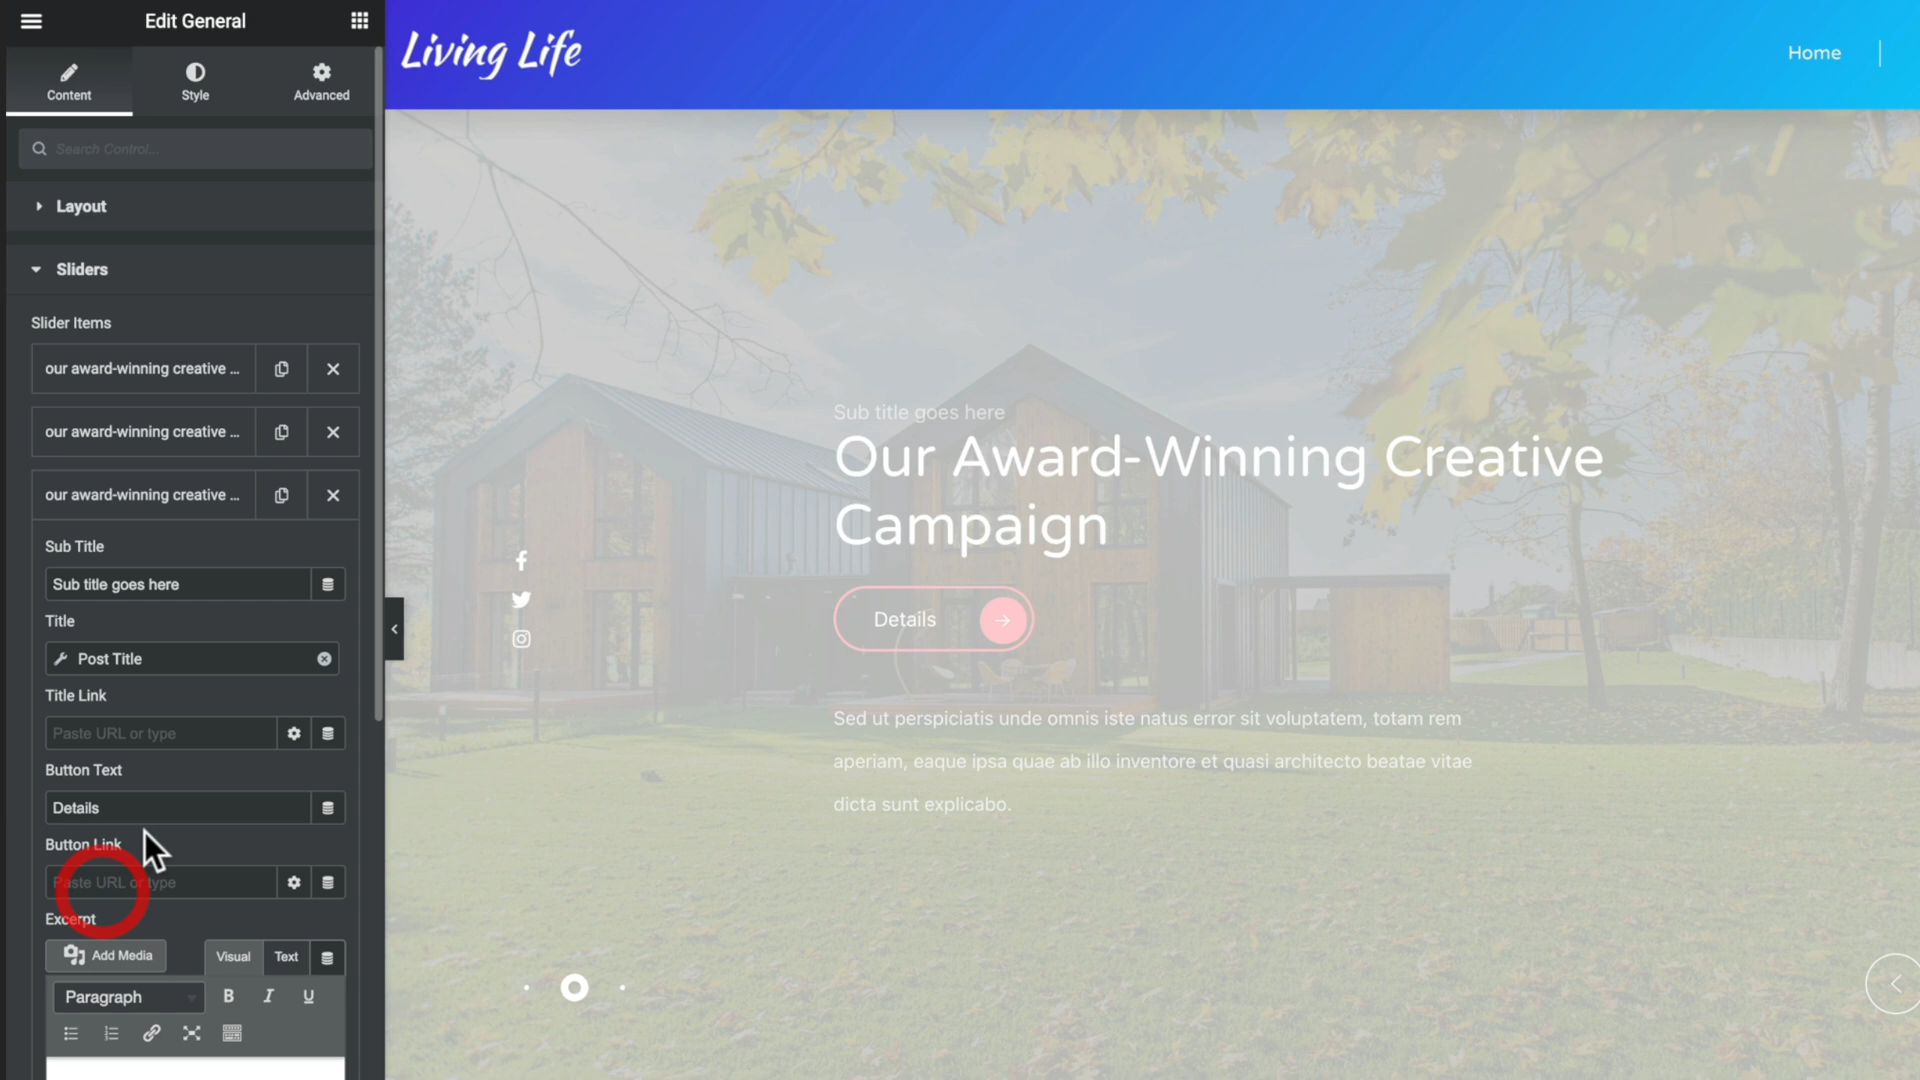 Edit General
Content
Style
Advanced
Search Control...
Layout
Sliders
Slider Items
our award-winning creative ...
our award-winning creative ...
our award-winning creative ...
Sub Title
Sub title goes here
Title
Post Title
Title Link
Paste URL or type
Button Text
Details
Button Link
Paste URL or type
Excerpt
Add Media
Visual
Text
Paragraph
B
I
U
Living Life
Home
Sub title goes here
Our Award-Winning Creative
Campaign
Details
Sed ut perspiciatis unde omnis iste natus error sit voluptatem, totam rem
aperiam, eaque ipsa quae ab illo inventore et quasi architecto beatae vitae
dicta sunt explicabo.